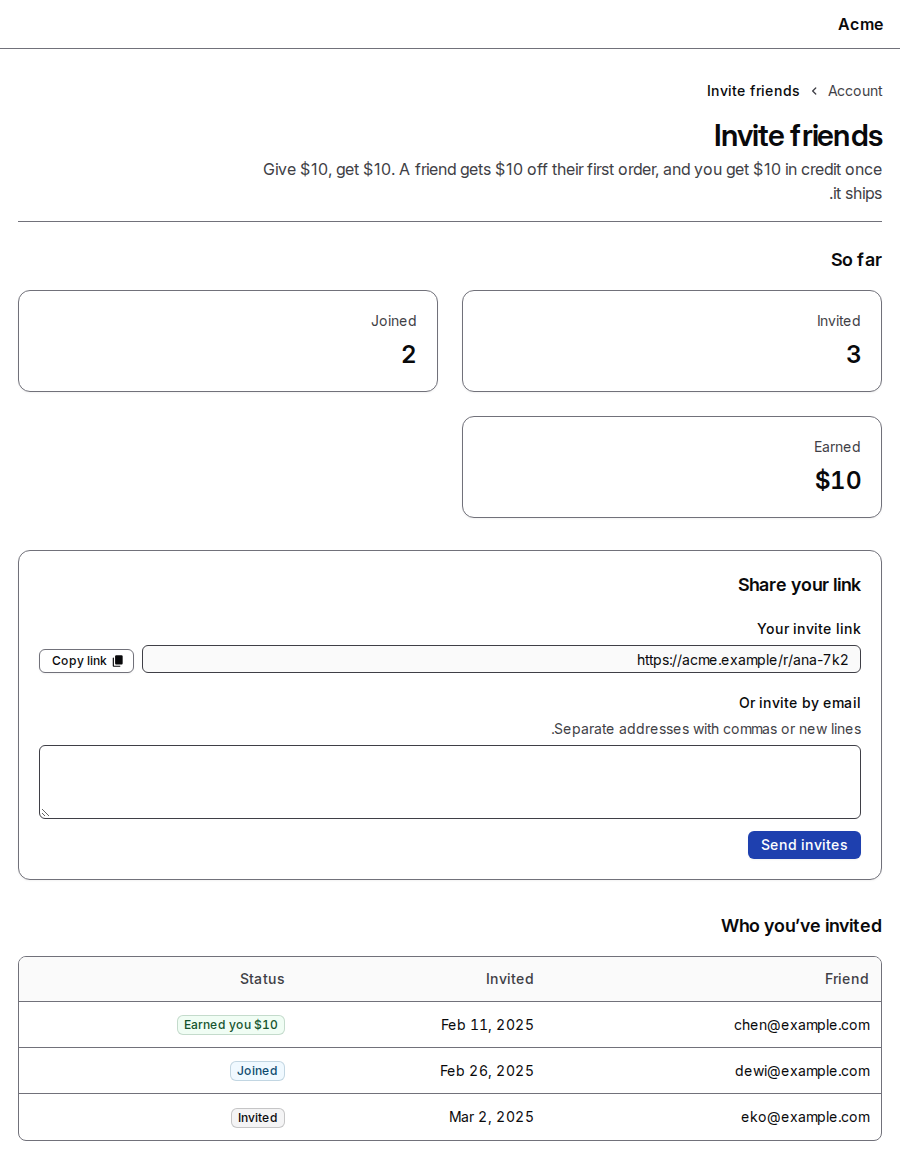 Acme
Account › Invite friends
Invite friends
Give $10, get $10. A friend gets $10 off their first order, and you get $10 in credit once
it ships.
So far
Invited
3
Joined
2
Earned
$10
Share your link
Your invite link
https://acme.example/r/ana-7k2
Copy link
Or invite by email
Separate addresses with commas or new lines.
Send invites
Who you’ve invited
Friend Invited Status
chen@example.com Feb 11, 2025 Earned you $10
dewi@example.com Feb 26, 2025 Joined
eko@example.com Mar 2, 2025 Invited